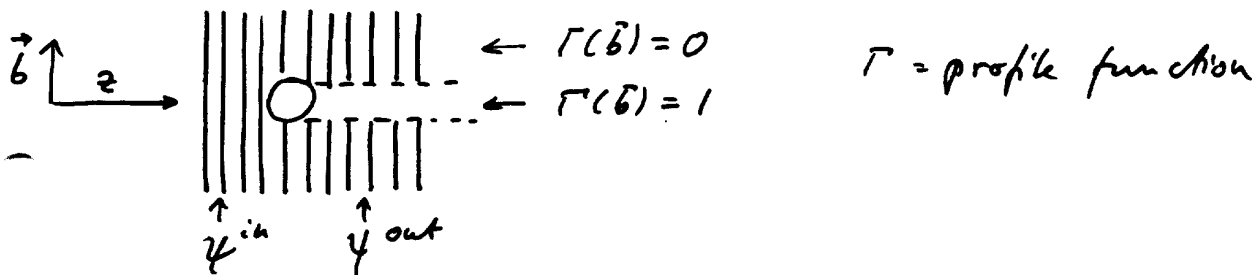 ← Γ(b⃗) = 0
b⃗ z Γ = profile function
← Γ(b⃗) = 1
ψ^in ψ^out